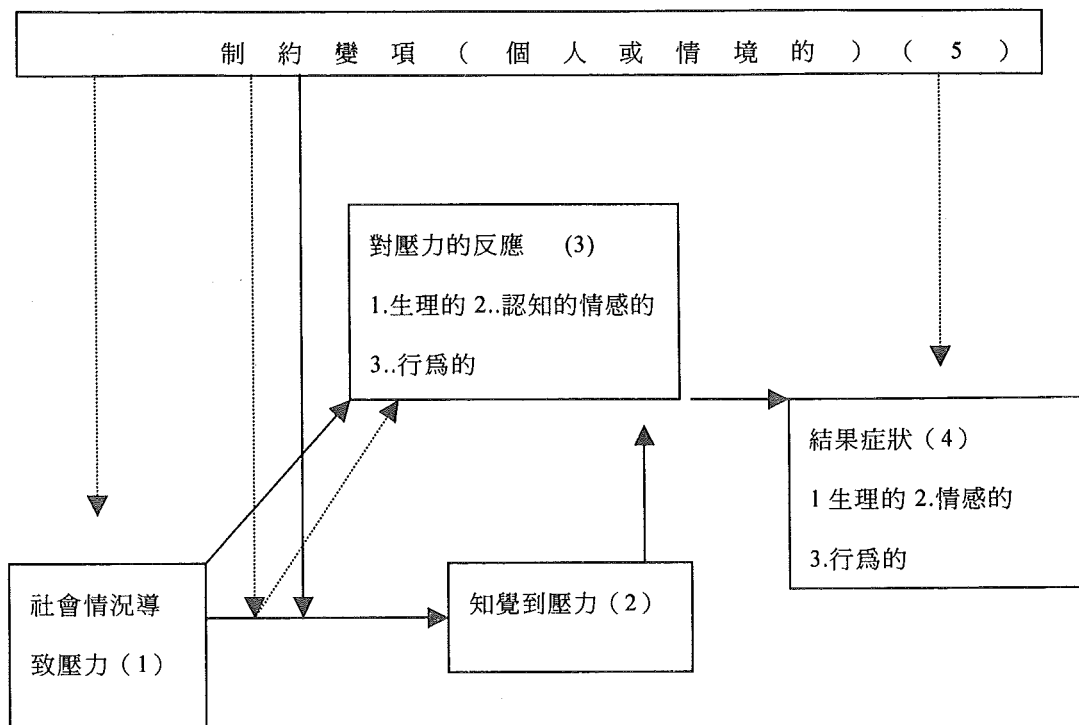 制約變項（個人或情境的）（5）
對壓力的反應 (3)
1.生理的 2..認知的情感的
3..行爲的
結果症狀（4）
1 生理的 2.情感的
3.行爲的
社會情況導
致壓力（1）
知覺到壓力（2）